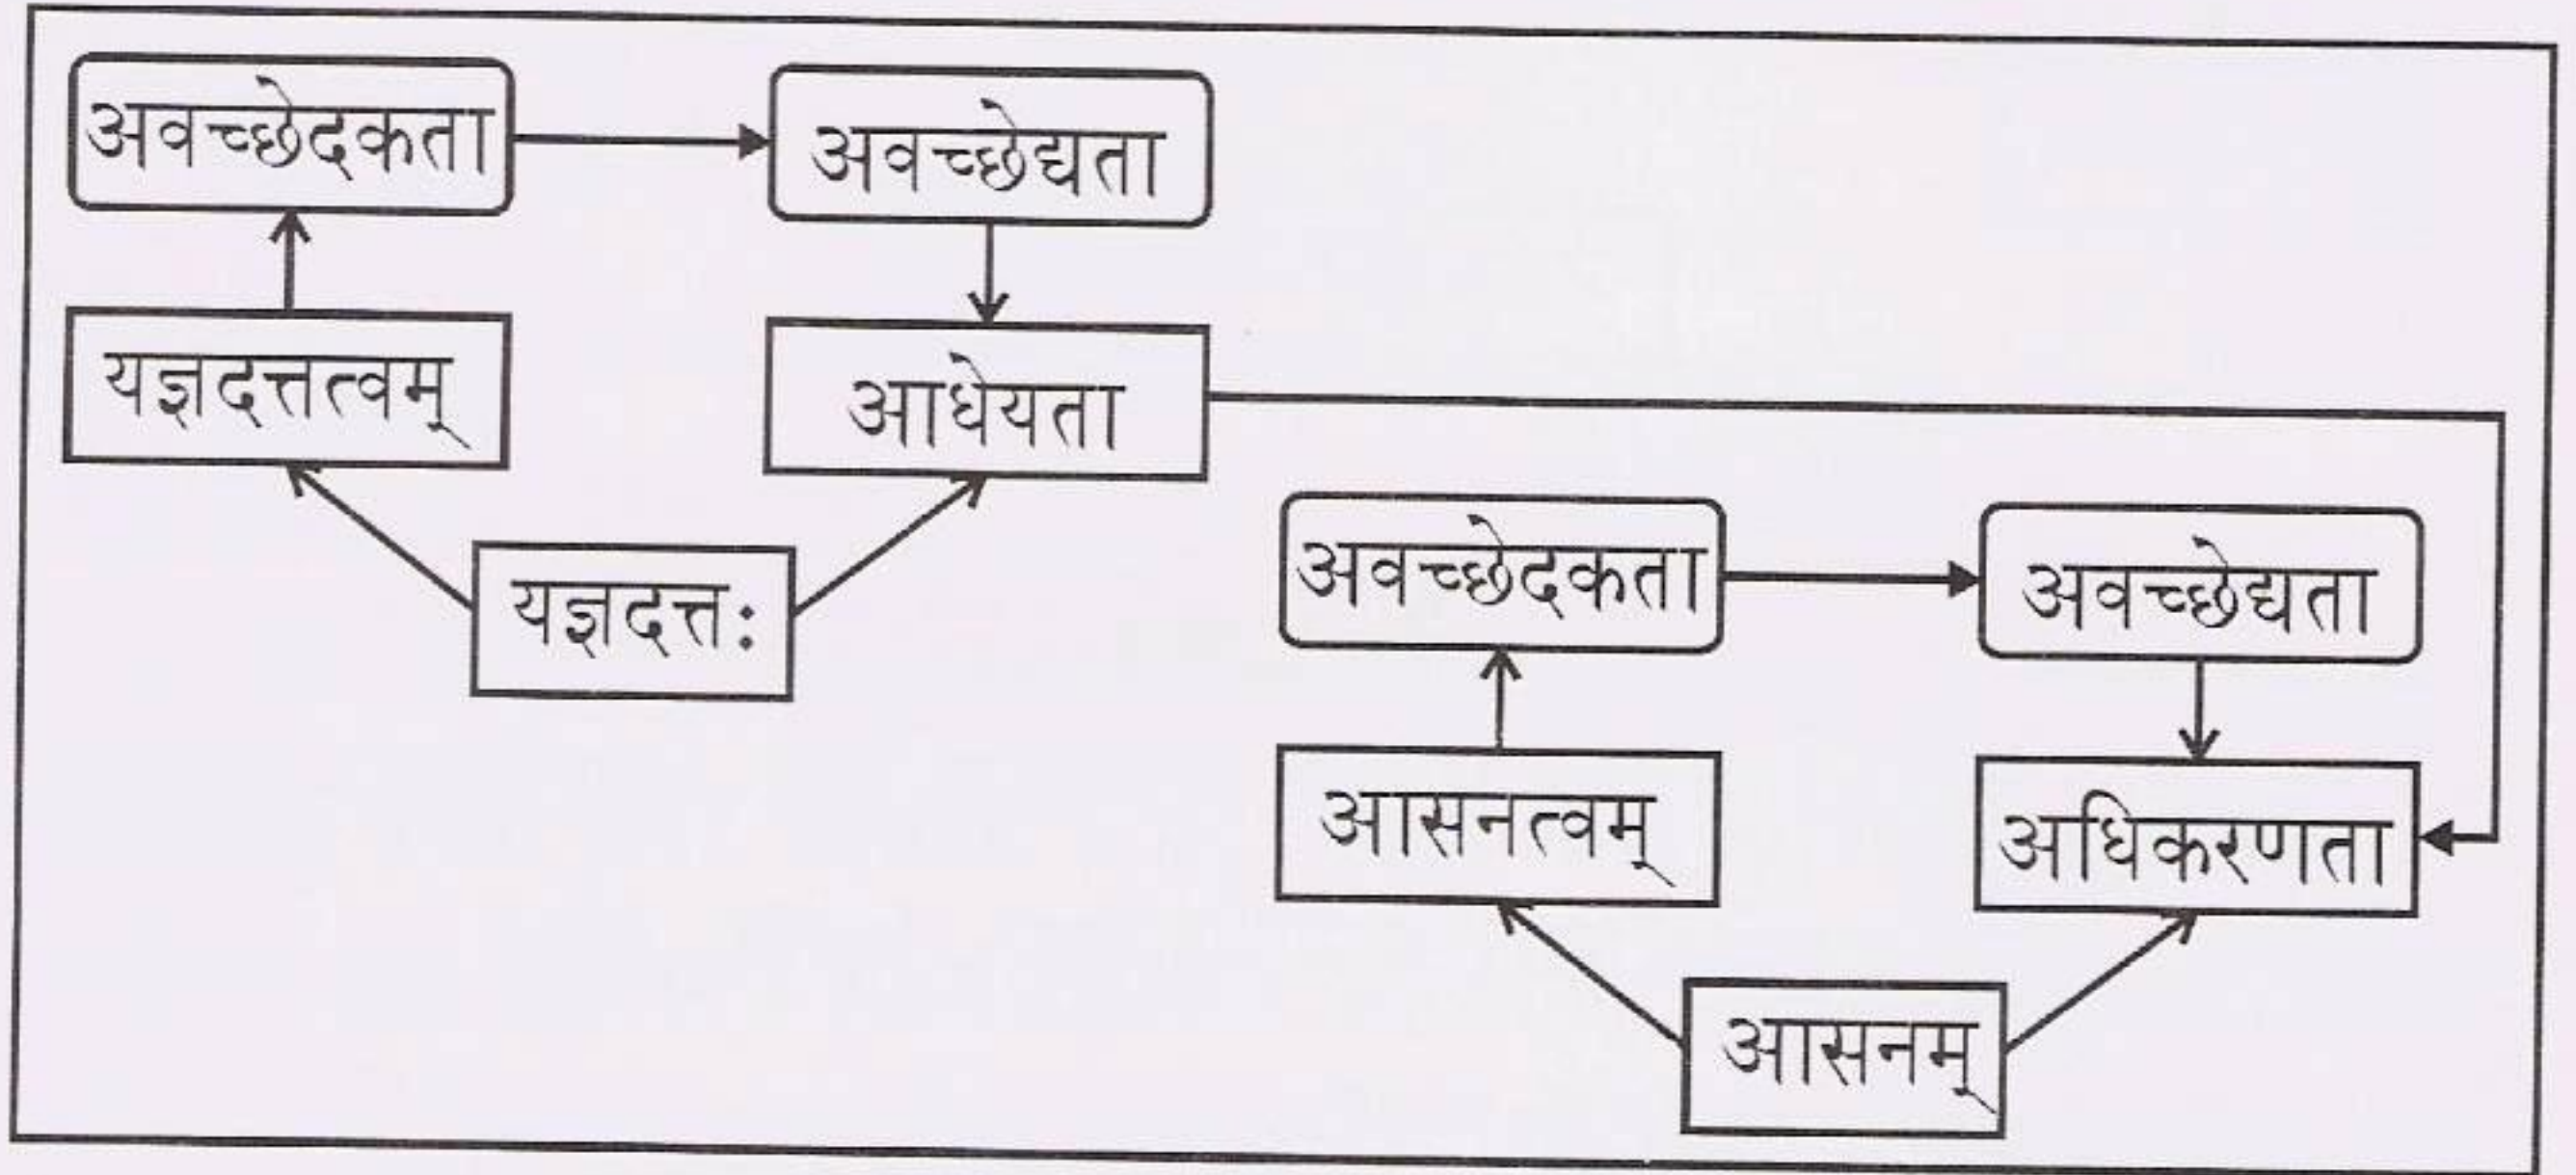 अवच्छेदकता
अवच्छेद्यता
यज्ञदत्तत्वम्
आधेयता
यज्ञदत्तः
अवच्छेदकता
अवच्छेद्यता
आसनत्वम्
अधिकरणता
आसनम्